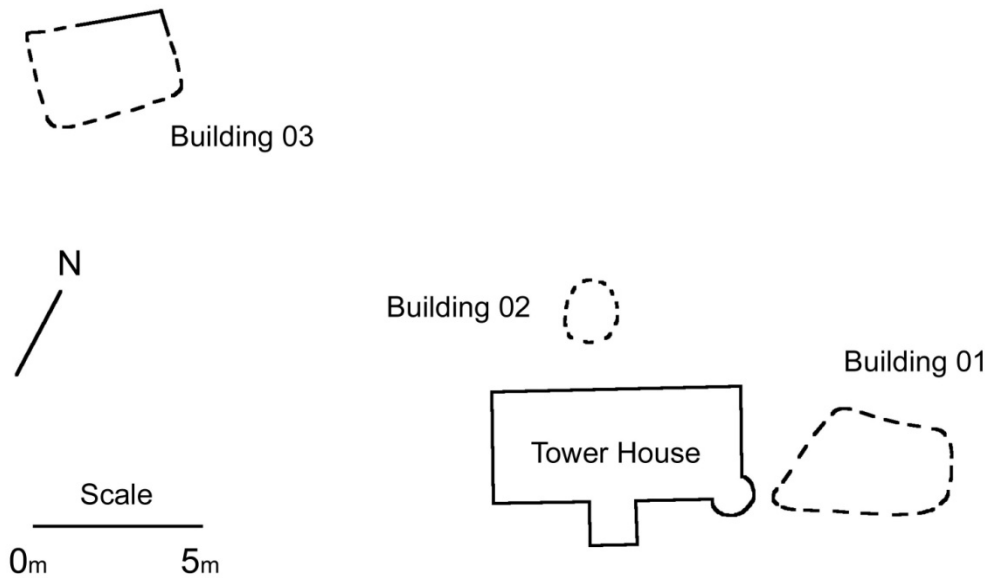 Building 03
N
Building 02
Building 01
Tower House
Scale
0m 5m